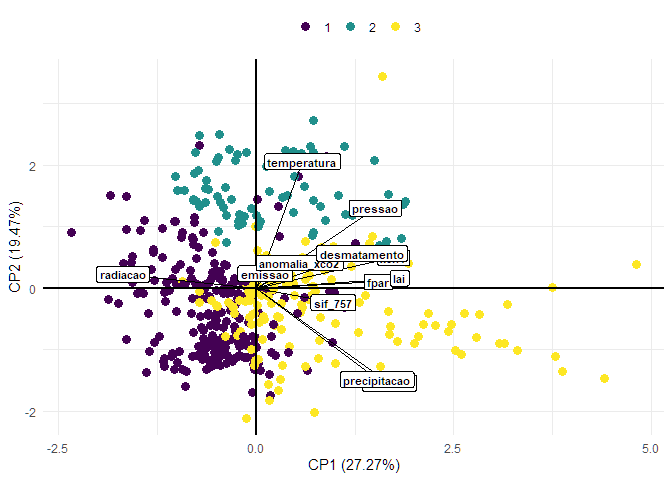 1 2 3
temperatura
pressao
desmatamento
anomalia_xco2
radiacao
emissao
lai
fpar
sif_757
precipitacao
2
0
-2
CP2 (19.47%)
-2.5 0.0 2.5 5.0
CP1 (27.27%)